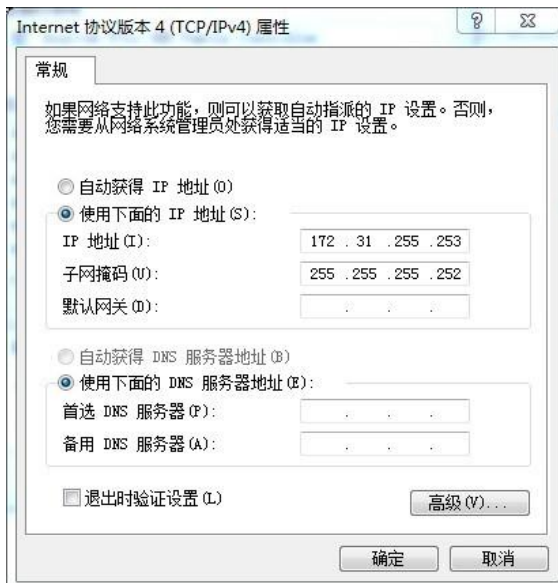 Internet 协议版本 4 (TCP/IPv4) 属性
常规
如果网络支持此功能，则可以获取自动指派的 IP 设置。否则，
您需要从网络系统管理员处获得适当的 IP 设置。
自动获得 IP 地址(O)
使用下面的 IP 地址(S):
IP 地址(I): 172 . 31 .255 .253
子网掩码(U): 255 .255 .255 .252
默认网关(D): . . .
自动获得 DNS 服务器地址(B)
使用下面的 DNS 服务器地址(E):
首选 DNS 服务器(P): . . .
备用 DNS 服务器(A): . . .
退出时验证设置(L)
高级(V)...
确定 取消